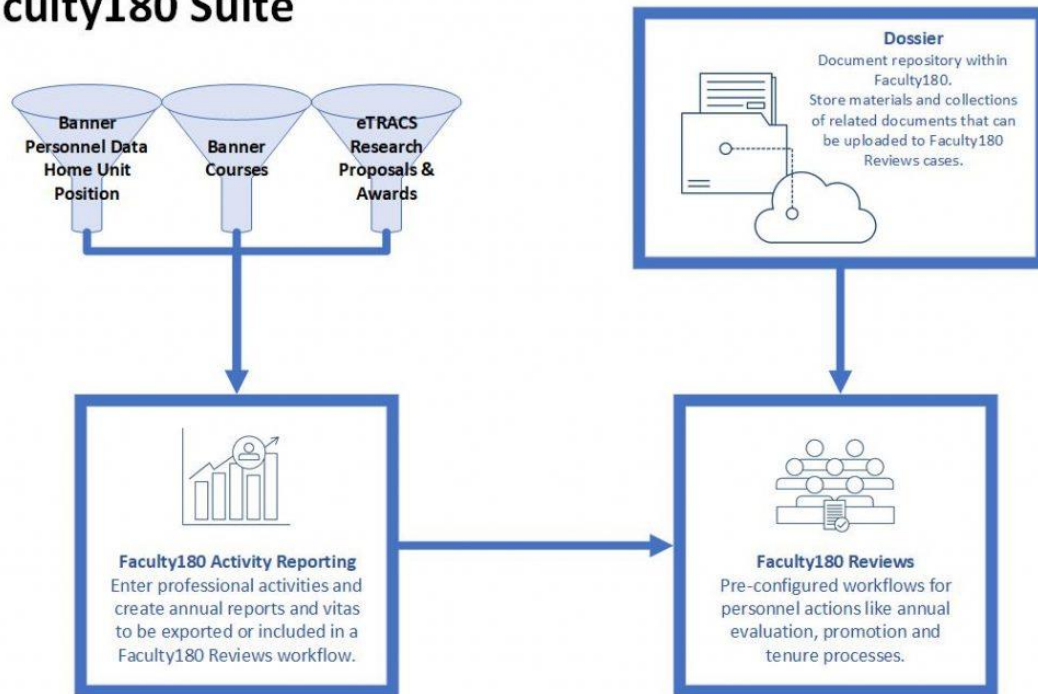 culty180 Suite
Banner
Personnel Data
Home Unit
Position
Banner
Courses
eTRACS
Research
Proposals &
Awards
Dossier
Document repository within
Faculty180.
Store materials and collections
of related documents that can
be uploaded to Faculty180
Reviews cases.
Faculty180 Activity Reporting
Enter professional activities and
create annual reports and vitas
to be exported or included in a
Faculty180 Reviews workflow.
Faculty180 Reviews
Pre-configured workflows for
personnel actions like annual
evaluation, promotion and
tenure processes.